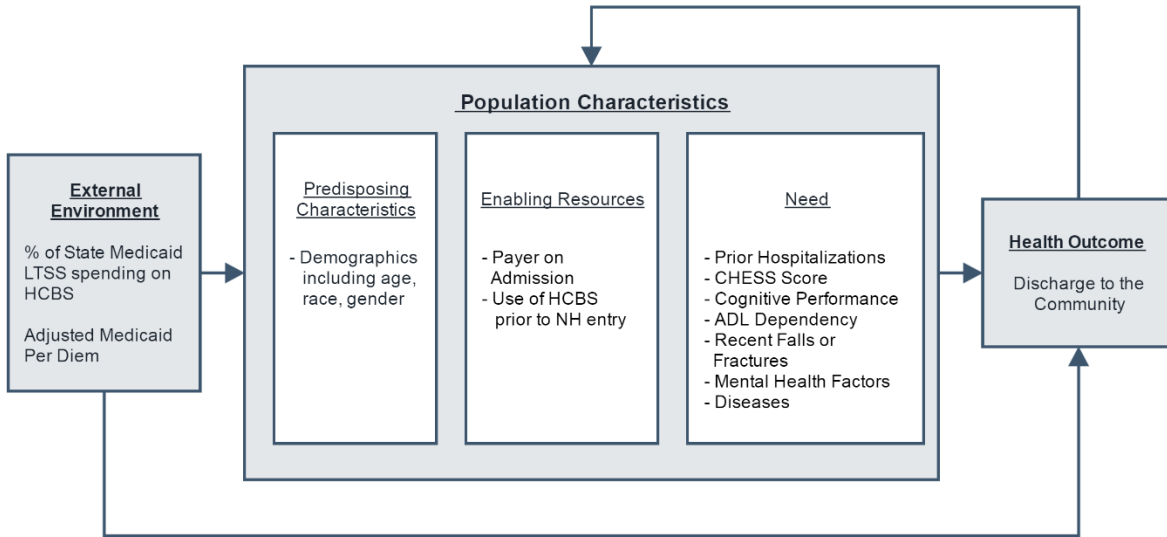 Population Characteristics
External
Environment
% of State Medicaid
LTSS spending on
HCBS
Adjusted Medicaid
Per Diem
Predisposing
Characteristics
- Demographics
including age,
race, gender
Enabling Resources
- Payer on
Admission
- Use of HCBS
prior to NH entry
Need
- Prior Hospitalizations
- CHESS Score
- Cognitive Performance
- ADL Dependency
- Recent Falls or
Fractures
- Mental Health Factors
- Diseases
Health Outcome
Discharge to the
Community